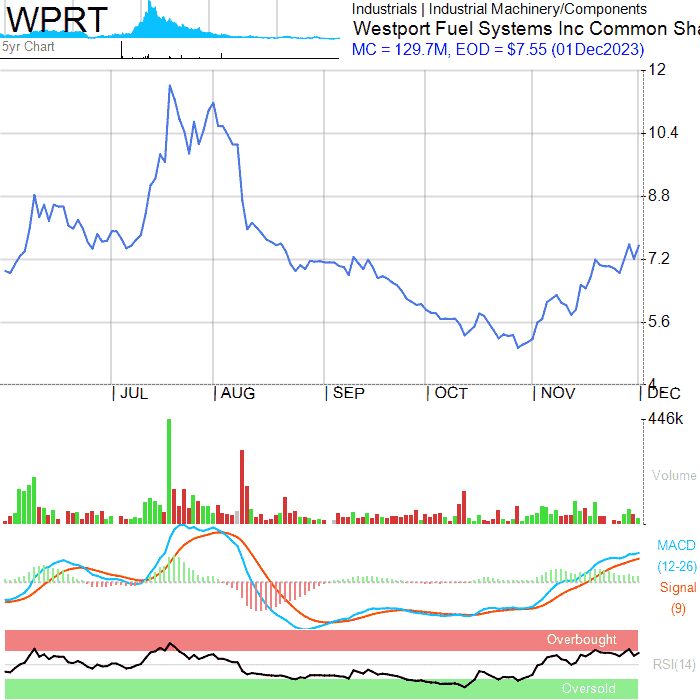 WPRT
5yr Chart
Industrials | Industrial Machinery/Components
Westport Fuel Systems Inc Common Sha
MC = 129.7M, EOD = $7.55 (01Dec2023)
12
10.4
8.8
7.2
5.6
4
JUL AUG SEP OCT NOV DEC
446k
Volume
MACD
(12-26)
Signal
(9)
Overbought
RSI(14)
Oversold